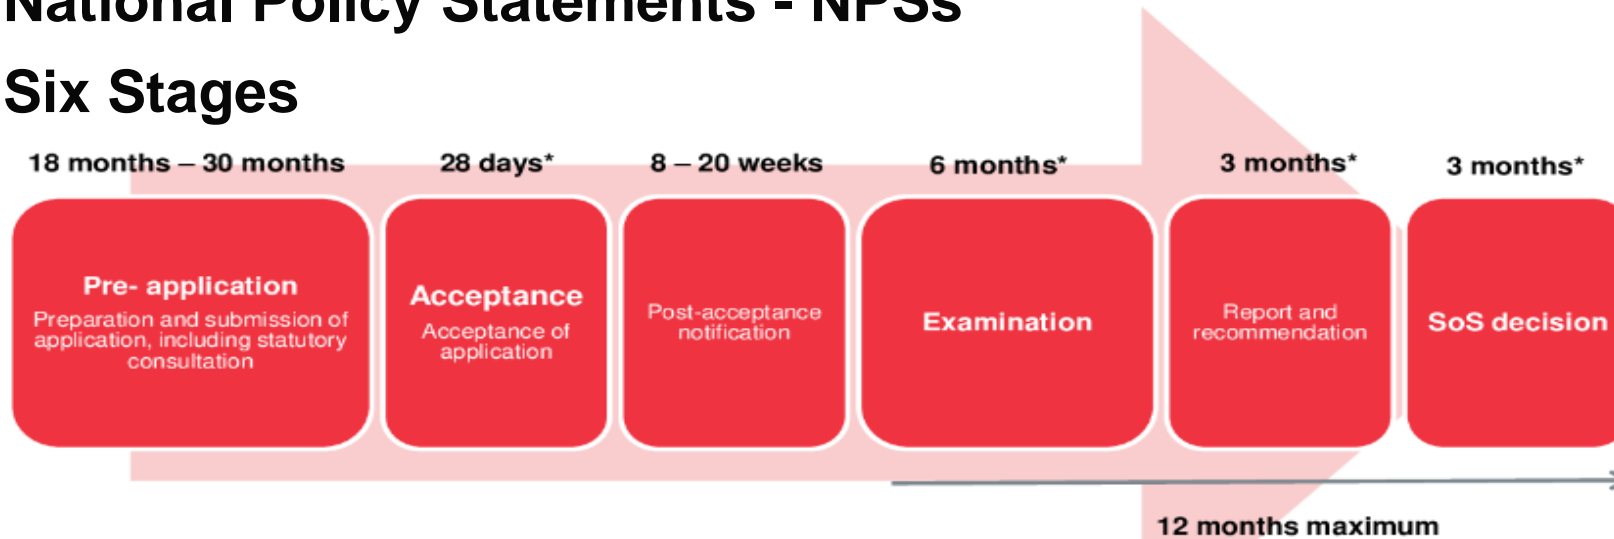 National Policy Statements - NPSs
Six Stages
18 months – 30 months
28 days*
8 – 20 weeks
6 months*
3 months*
3 months*
Pre- application
Preparation and submission of
application, including statutory
consultation
Acceptance
Acceptance of
application
Post-acceptance
notification
Examination
Report and
recommendation
SoS decision
12 months maximum